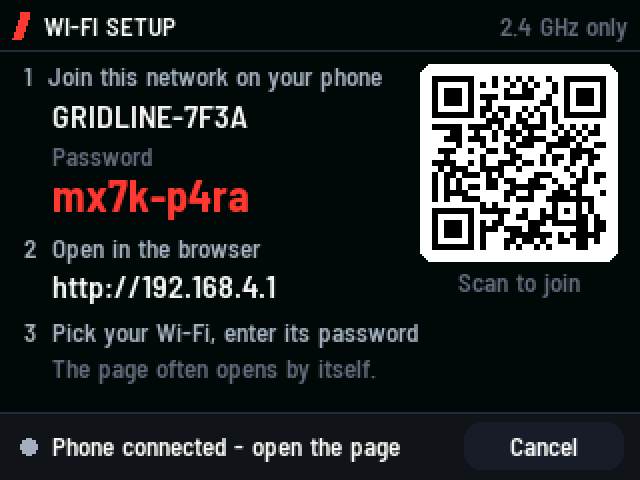 WI-FI SETUP
2.4 GHz only
1 Join this network on your phone
GRIDLINE-7F3A
Password
mx7k-p4ra
2 Open in the browser
http://192.168.4.1
Scan to join
3 Pick your Wi-Fi, enter its password
The page often opens by itself.
Phone connected - open the page
Cancel